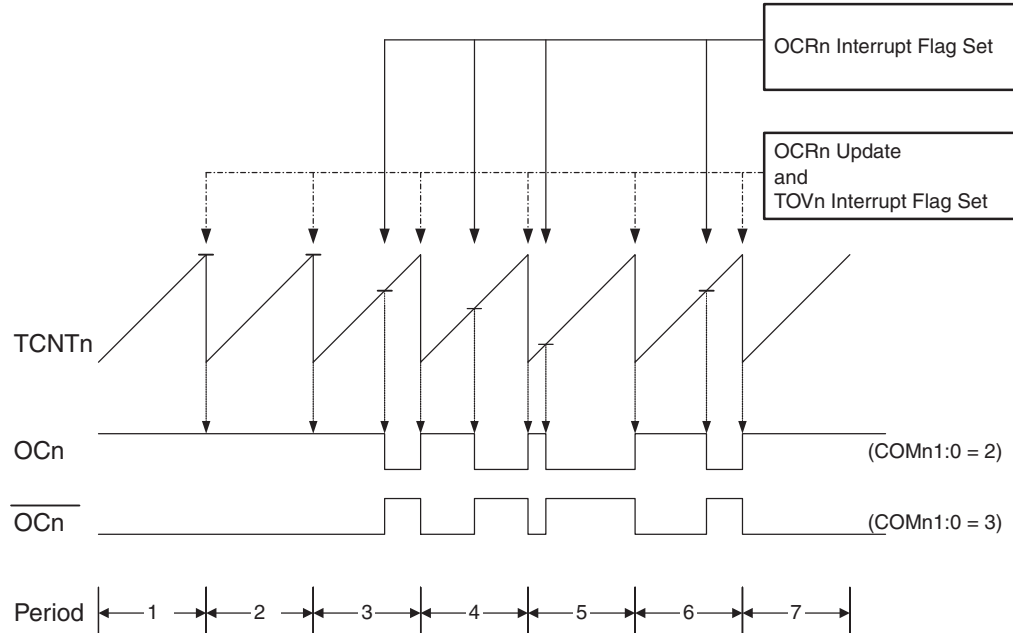 OCRn Interrupt Flag Set
OCRn Update
and
TOVn Interrupt Flag Set
TCNTn
OCn
(COMn1:0 = 2)
OCn
(COMn1:0 = 3)
Period
1
2
3
4
5
6
7